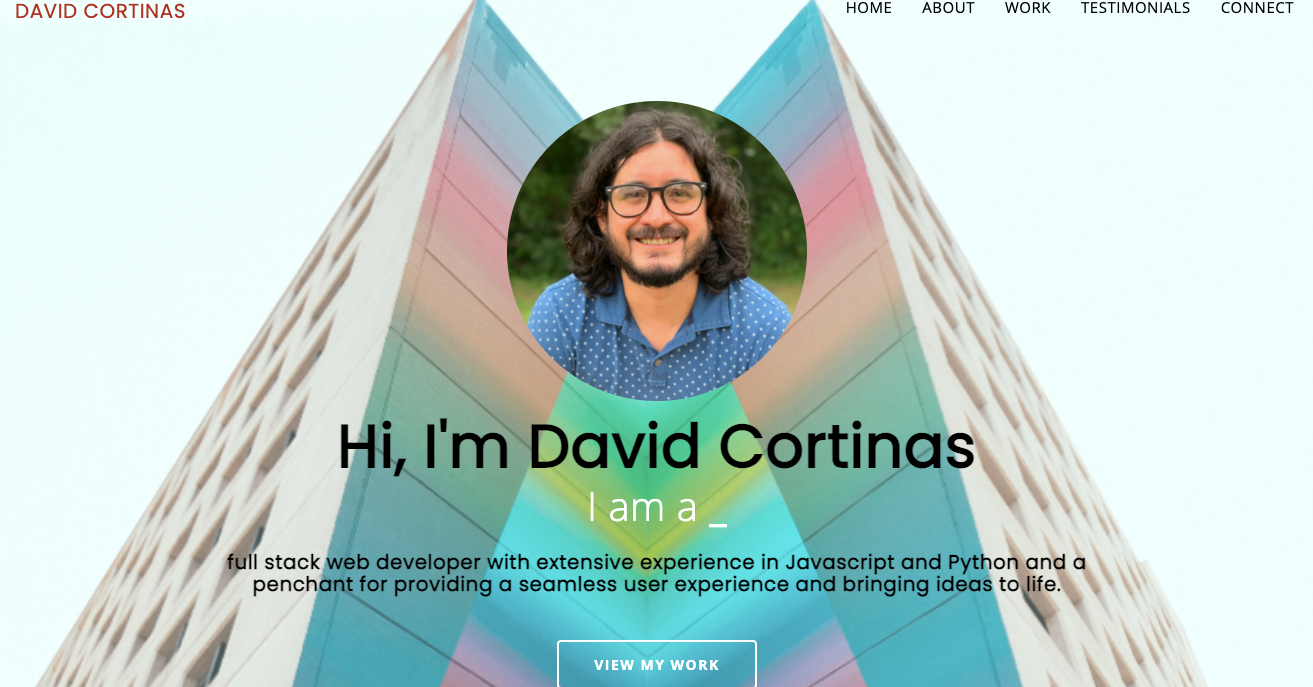 DAVID CORTINAS
HOME ABOUT WORK TESTIMONIALS CONNECT
Hi, I'm David Cortinas
I am a _
full stack web developer with extensive experience in Javascript and Python and a
penchant for providing a seamless user experience and bringing ideas to life.
VIEW MY WORK